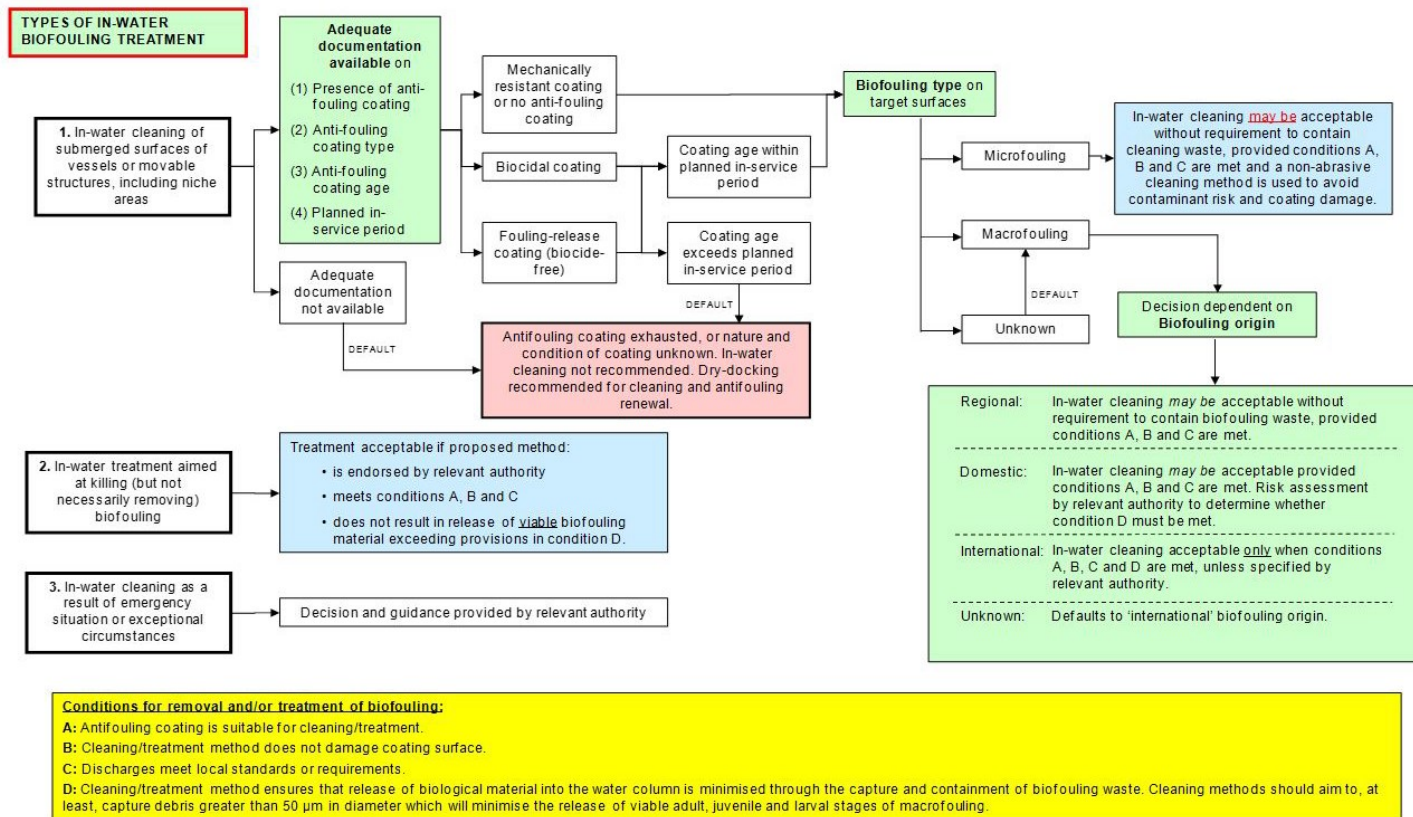 TYPES OF IN-WATER
BIOFOULING TREATMENT
1. In-water cleaning of
submerged surfaces of
vessels or movable
structures, including niche
areas
Adequate
documentation
available on
(1) Presence of anti-
fouling coating
(2) Anti-fouling
coating type
(3) Anti-fouling
coating age
(4) Planned in-
service period
Adequate
documentation
not available
DEFAULT
Mechanically
resistant coating
or no anti-fouling
coating
Biocidal coating
Fouling-release
coating (biocide-
free)
Coating age within
planned in-service
period
Coating age
exceeds planned
in-service period
DEFAULT
Antifouling coating exhausted, or nature and
condition of coating unknown. In-water
cleaning not recommended. Dry-docking
recommended for cleaning and antifouling
renewal.
Biofouling type on
target surfaces
Microfouling
Macrofouling
DEFAULT
Unknown
In-water cleaning may be acceptable
without requirement to contain
cleaning waste, provided conditions A,
B and C are met and a non-abrasive
cleaning method is used to avoid
contaminant risk and coating damage.
Decision dependent on
Biofouling origin
Regional: In-water cleaning may be acceptable without
requirement to contain biofouling waste, provided
conditions A, B and C are met.
Domestic: In-water cleaning may be acceptable provided
conditions A, B and C are met. Risk assessment
by relevant authority to determine whether
condition D must be met.
International: In-water cleaning acceptable only when conditions
A, B, C and D are met, unless specified by
relevant authority.
Unknown: Defaults to ‘international’ biofouling origin.
2. In-water treatment aimed
at killing (but not
necessarily removing)
biofouling
Treatment acceptable if proposed method:
• is endorsed by relevant authority
• meets conditions A, B and C
• does not result in release of viable biofouling
material exceeding provisions in condition D.
3. In-water cleaning as a
result of emergency
situation or exceptional
circumstances
Decision and guidance provided by relevant authority
Conditions for removal and/or treatment of biofouling:
A: Antifouling coating is suitable for cleaning/treatment.
B: Cleaning/treatment method does not damage coating surface.
C: Discharges meet local standards or requirements.
D: Cleaning/treatment method ensures that release of biological material into the water column is minimised through the capture and containment of biofouling waste. Cleaning methods should aim to, at
least, capture debris greater than 50 µm in diameter which will minimise the release of viable adult, juvenile and larval stages of macrofouling.